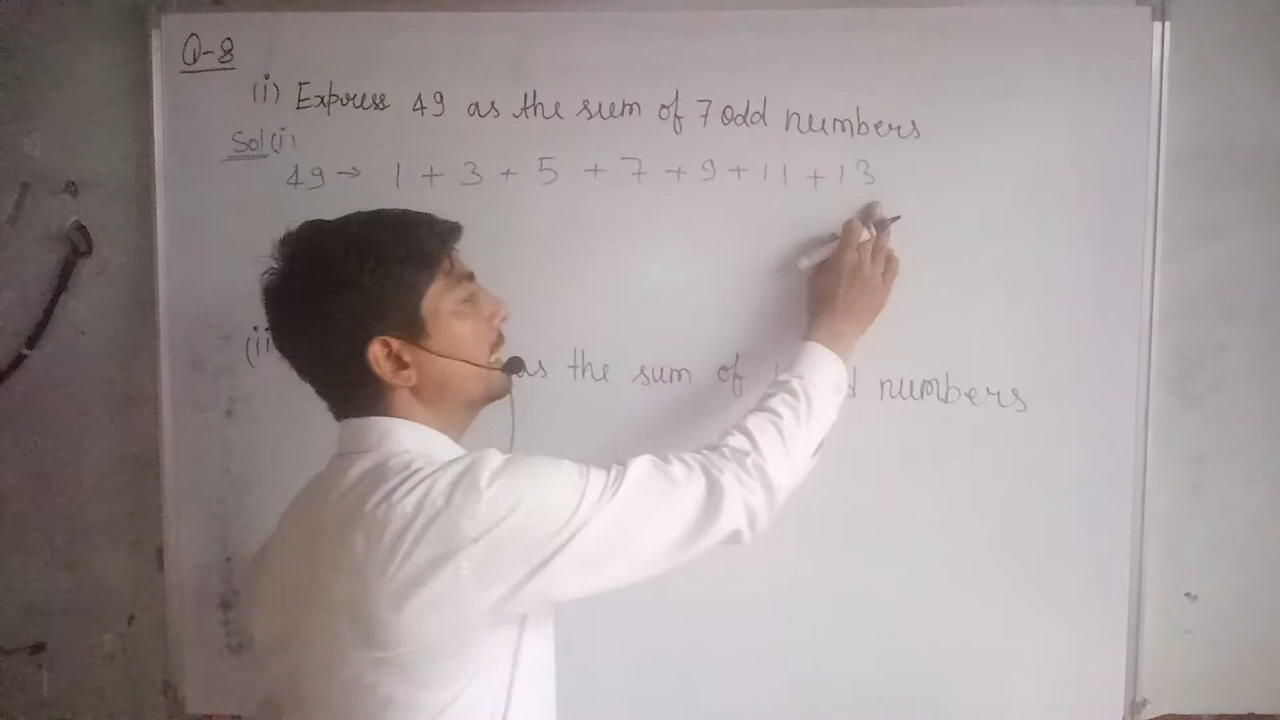 Q-8
(i) Express 49 as the sum of 7 odd numbers
Sol(i)
49 → 1 + 3 + 5 + 7 + 9 + 11 + 13
(ii as the sum of numbers